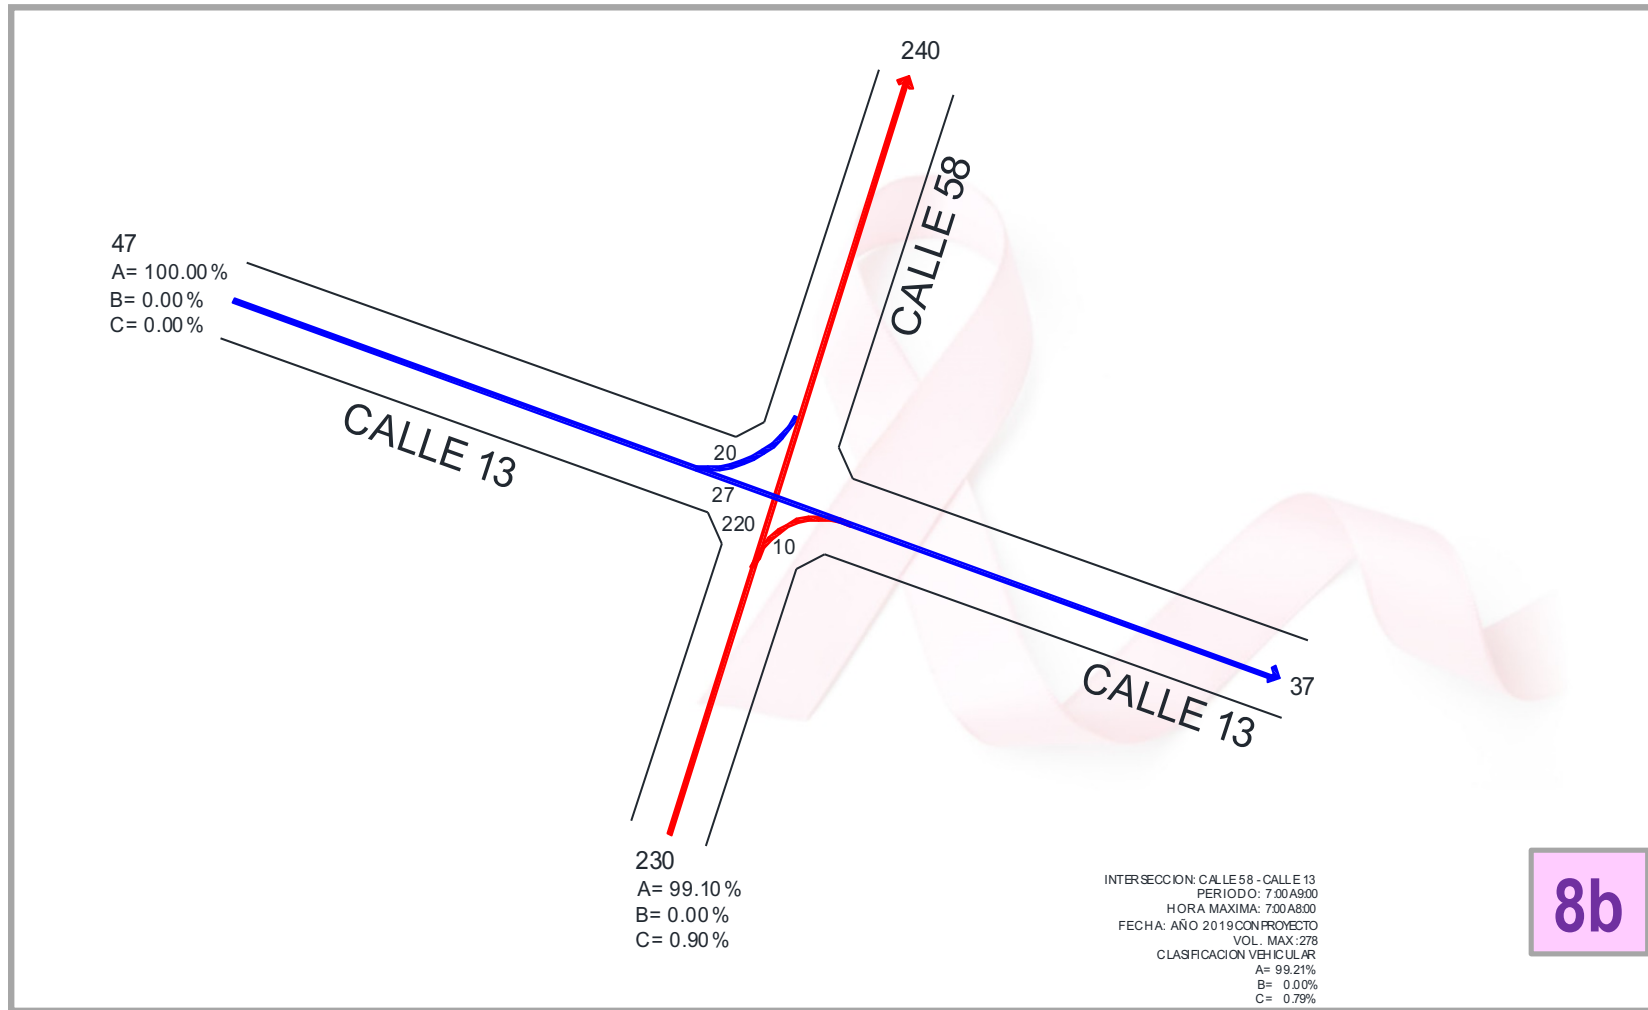 240
CALLE 58
47
A= 100.00%
B= 0.00%
C= 0.00%
CALLE 13
20
27
220
10
CALLE 13
37
230
A= 99.10%
B= 0.00%
C= 0.90%
INTERSECCION: CALLE 58 - CALLE 13
PERIODO: 7:00 A 9:00
HORA MAXIMA: 7:00 A 8:00
FECHA: AÑO 2019 CON PROYECTO
VOL. MAX.:278
CLASIFICACION VEHICULAR
A= 99.21%
B= 0.00%
C= 0.79%
8b